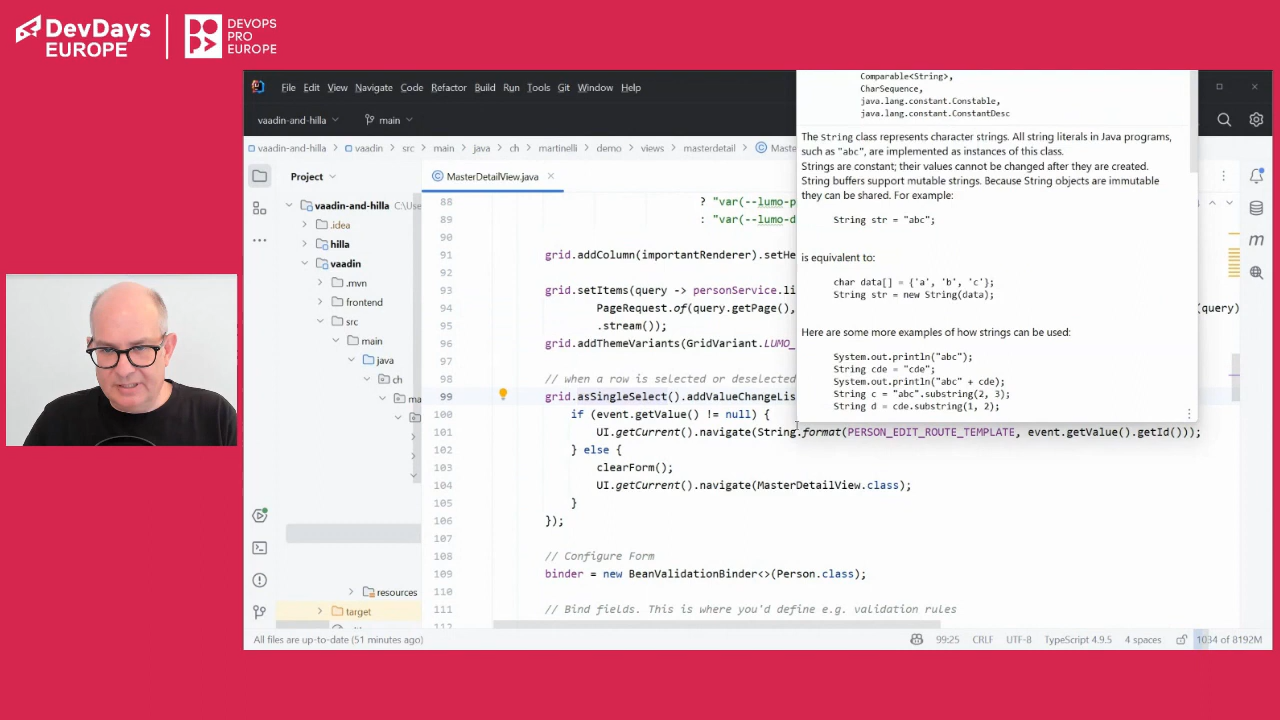 DevDays
EUROPE
DEVOPS
PRO
EUROPE
File Edit View Navigate Code Refactor Build Run Tools Git Window Help
vaadin-and-hilla main
vaadin-and-hilla vaadin src main java ch martinelli demo views masterdetail Maste
Project
MasterDetailView.java
vaadin-and-hilla C:\Use
.idea
hilla
vaadin
.mvn
frontend
src
main
java
ch
ma
resources
target
88 ? "var(--lumo-p
89 : "var(--lumo-d
90
91 grid.addColumn(importantRenderer).setHe
92
93 grid.setItems(query -> personService.li
94 PageRequest.of(query.getPage(), (query)
95 .stream());
96 grid.addThemeVariants(GridVariant.LUMO_
97
98 // when a row is selected or deselected
99 grid.asSingleSelect().addValueChangeLis
100 if (event.getValue() != null) {
101 UI.getCurrent().navigate(String.format(PERSON_EDIT_ROUTE_TEMPLATE, event.getValue().getId()));
102 } else {
103 clearForm();
104 UI.getCurrent().navigate(MasterDetailView.class);
105 }
106 });
107
108 // Configure Form
109 binder = new BeanValidationBinder<>(Person.class);
110
111 // Bind fields. This is where you'd define e.g. validation rules
112
Comparable<String>,
CharSequence,
java.lang.constant.Constable,
java.lang.constant.ConstantDesc
The String class represents character strings. All string literals in Java programs,
such as "abc", are implemented as instances of this class.
Strings are constant; their values cannot be changed after they are created.
String buffers support mutable strings. Because String objects are immutable
they can be shared. For example:
String str = "abc";
is equivalent to:
char data[] = {'a', 'b', 'c'};
String str = new String(data);
Here are some more examples of how strings can be used:
System.out.println("abc");
String cde = "cde";
System.out.println("abc" + cde);
String c = "abc".substring(2, 3);
String d = cde.substring(1, 2);
All files are up-to-date (51 minutes ago) 99:25 CRLF UTF-8 TypeScript 4.9.5 4 spaces 1034 of 8192M